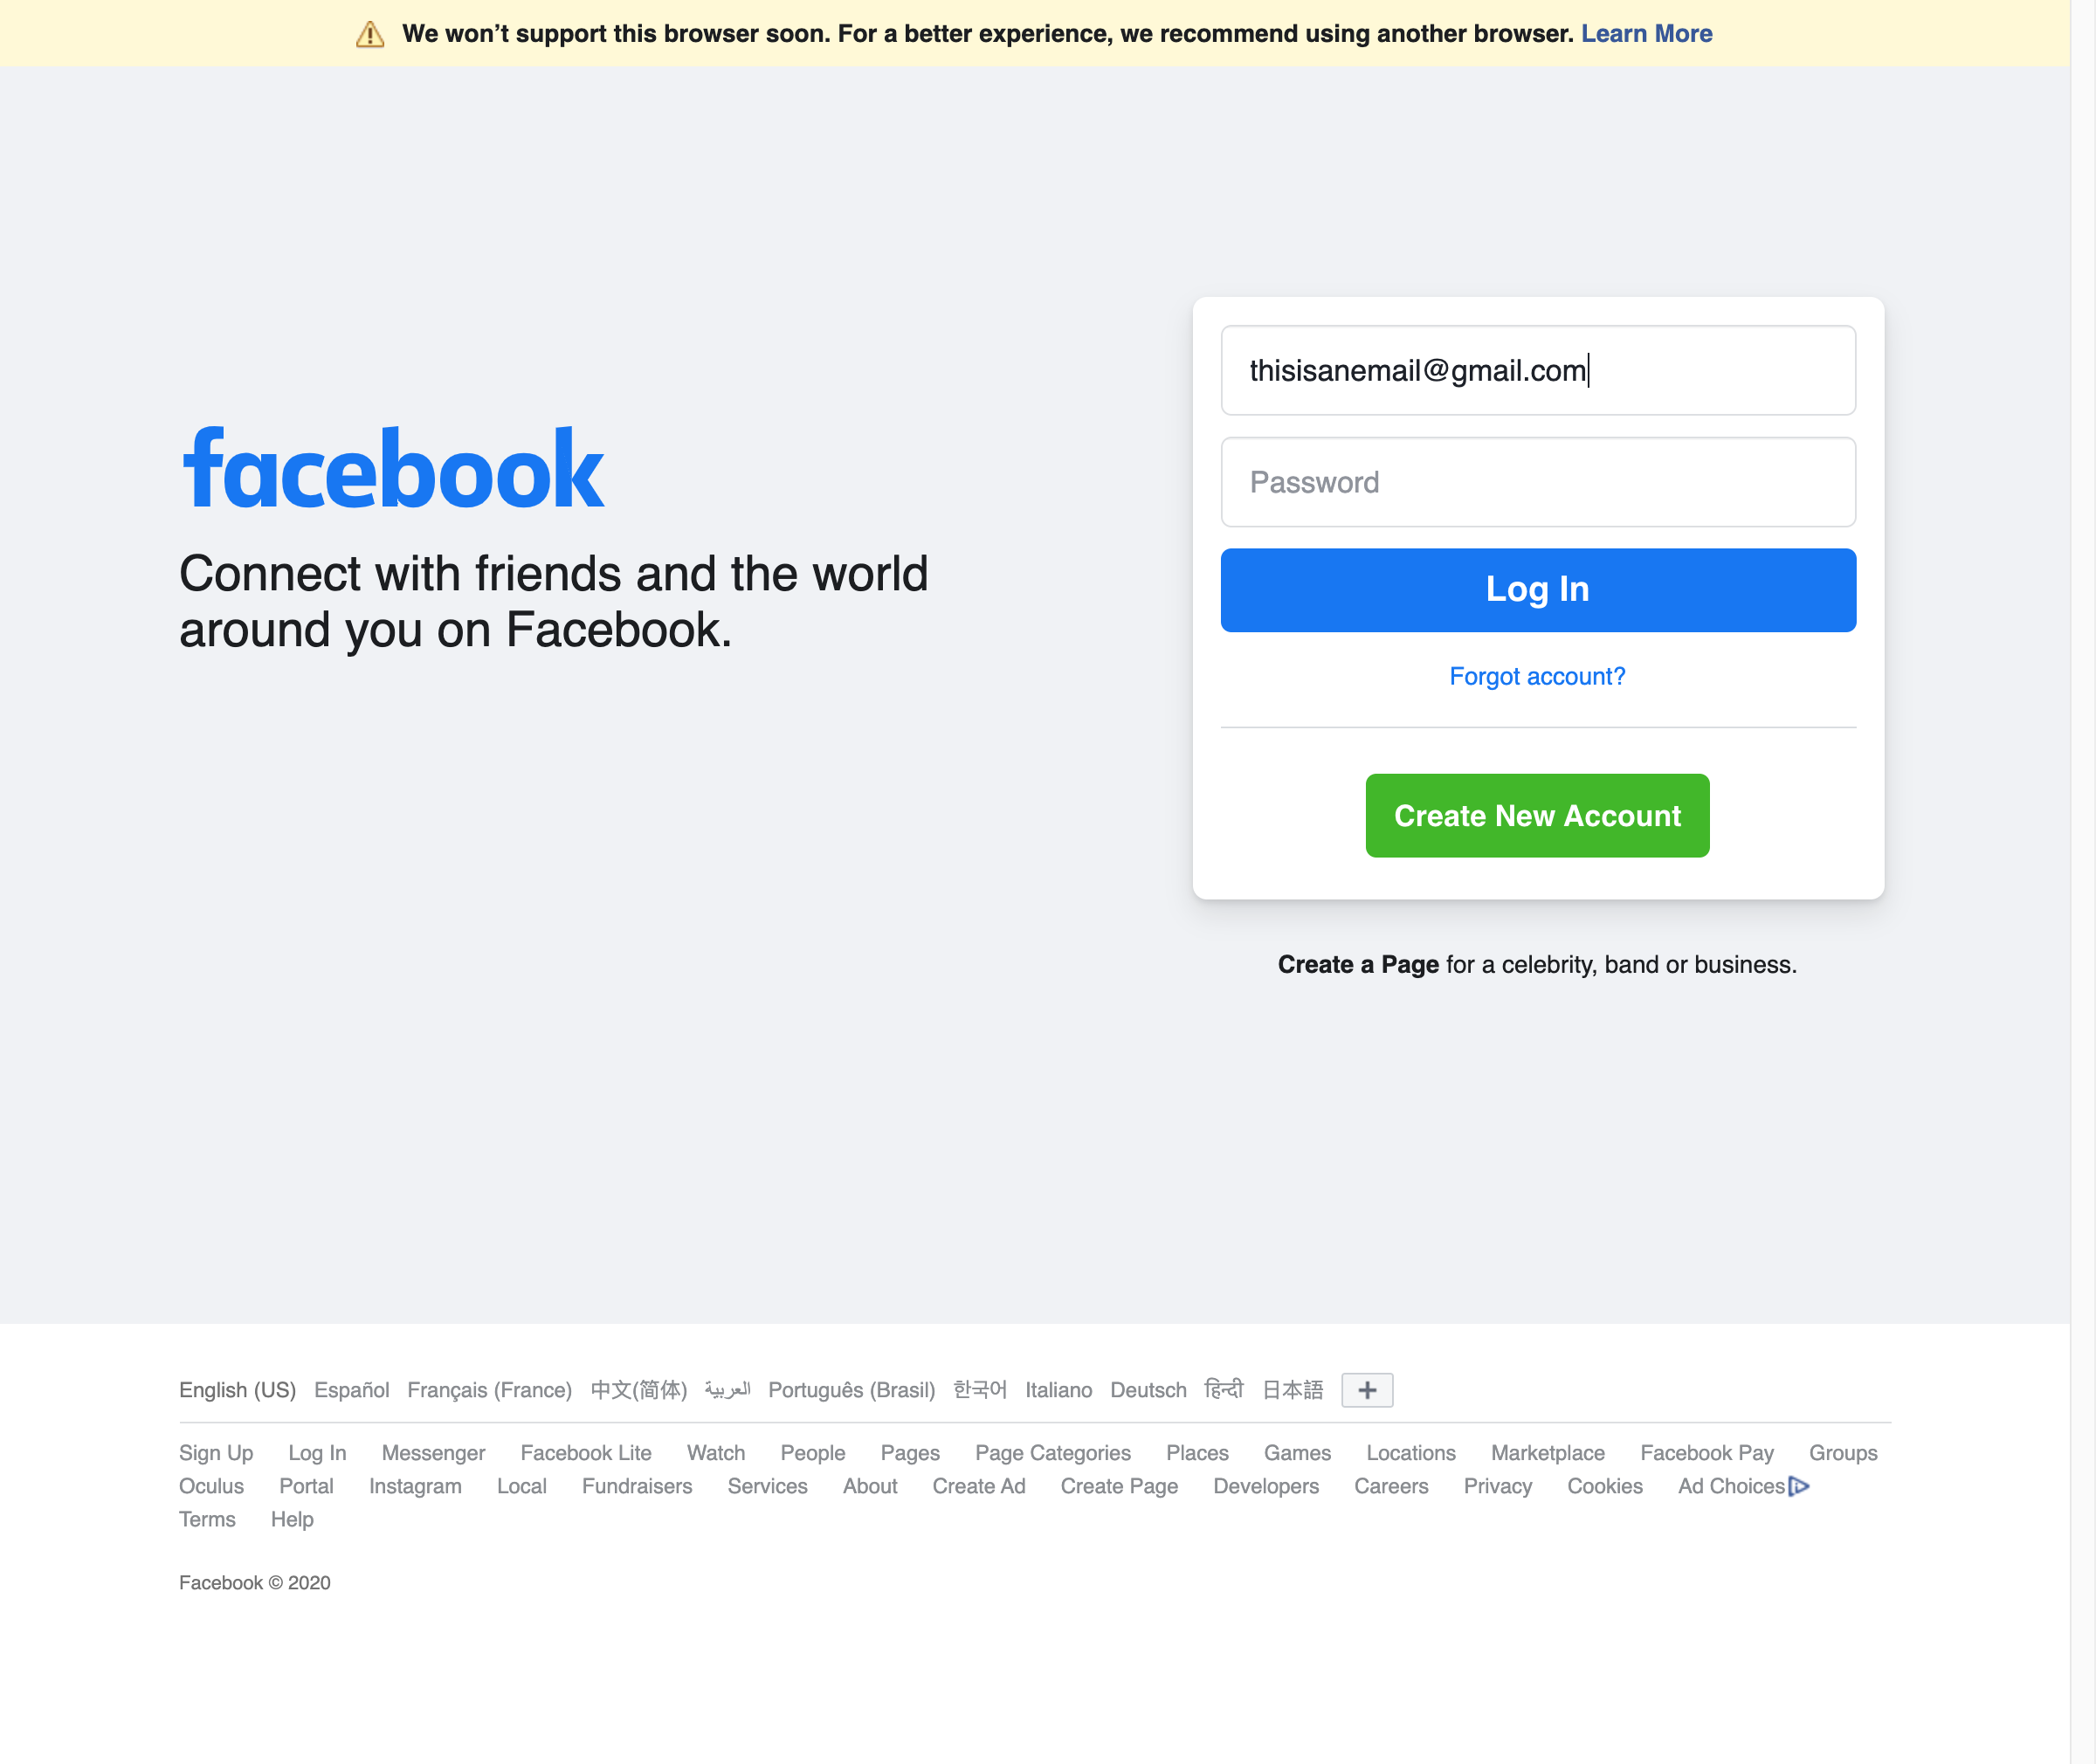 We won’t support this browser soon. For a better experience, we recommend using another browser. Learn More
facebook
Connect with friends and the world
around you on Facebook.
thisisanemail@gmail.com
Password
Log In
Forgot account?
Create New Account
Create a Page for a celebrity, band or business.
English (US) Español Français (France) 中文(简体) العربية Português (Brasil) 한국어 Italiano Deutsch हिन्दी 日本語 +
Sign Up Log In Messenger Facebook Lite Watch People Pages Page Categories Places Games Locations Marketplace Facebook Pay Groups
Oculus Portal Instagram Local Fundraisers Services About Create Ad Create Page Developers Careers Privacy Cookies Ad Choices
Terms Help
Facebook © 2020